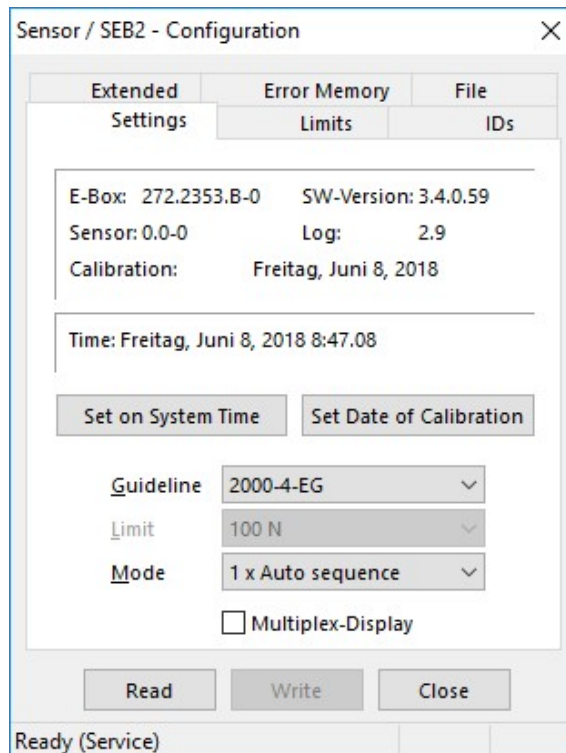 Sensor / SEB2 - Configuration
Extended Error Memory File
Settings Limits IDs
E-Box: 272.2353.B-0 SW-Version: 3.4.0.59
Sensor: 0.0-0 Log: 2.9
Calibration: Freitag, Juni 8, 2018
Time: Freitag, Juni 8, 2018 8:47.08
Set on System Time Set Date of Calibration
Guideline 2000-4-EG
Limit 100 N
Mode 1 x Auto sequence
Multiplex-Display
Read Write Close
Ready (Service)